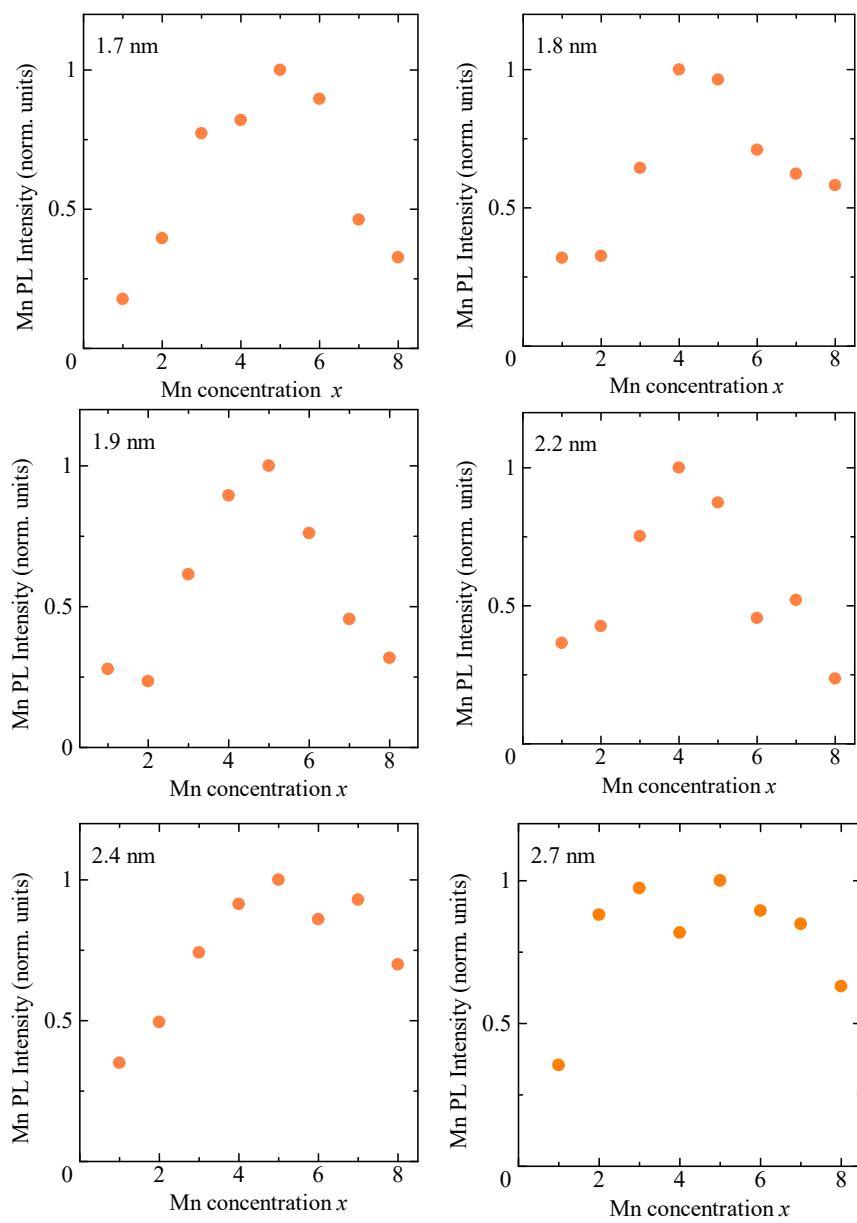 1.7 nm
Mn PL Intensity (norm. units)
1
0.5
0
2
4
6
8
Mn concentration x
1.8 nm
Mn PL Intensity (norm. units)
1
0.5
0
2
4
6
8
Mn concentration x
1.9 nm
Mn PL Intensity (norm. units)
1
0.5
0
2
4
6
8
Mn concentration x
2.2 nm
Mn PL Intensity (norm. units)
1
0.5
0
2
4
6
8
Mn concentration x
2.4 nm
Mn PL Intensity (norm. units)
1
0.5
0
2
4
6
8
Mn concentration x
2.7 nm
Mn PL Intensity (norm. units)
1
0.5
0
2
4
6
8
Mn concentration x